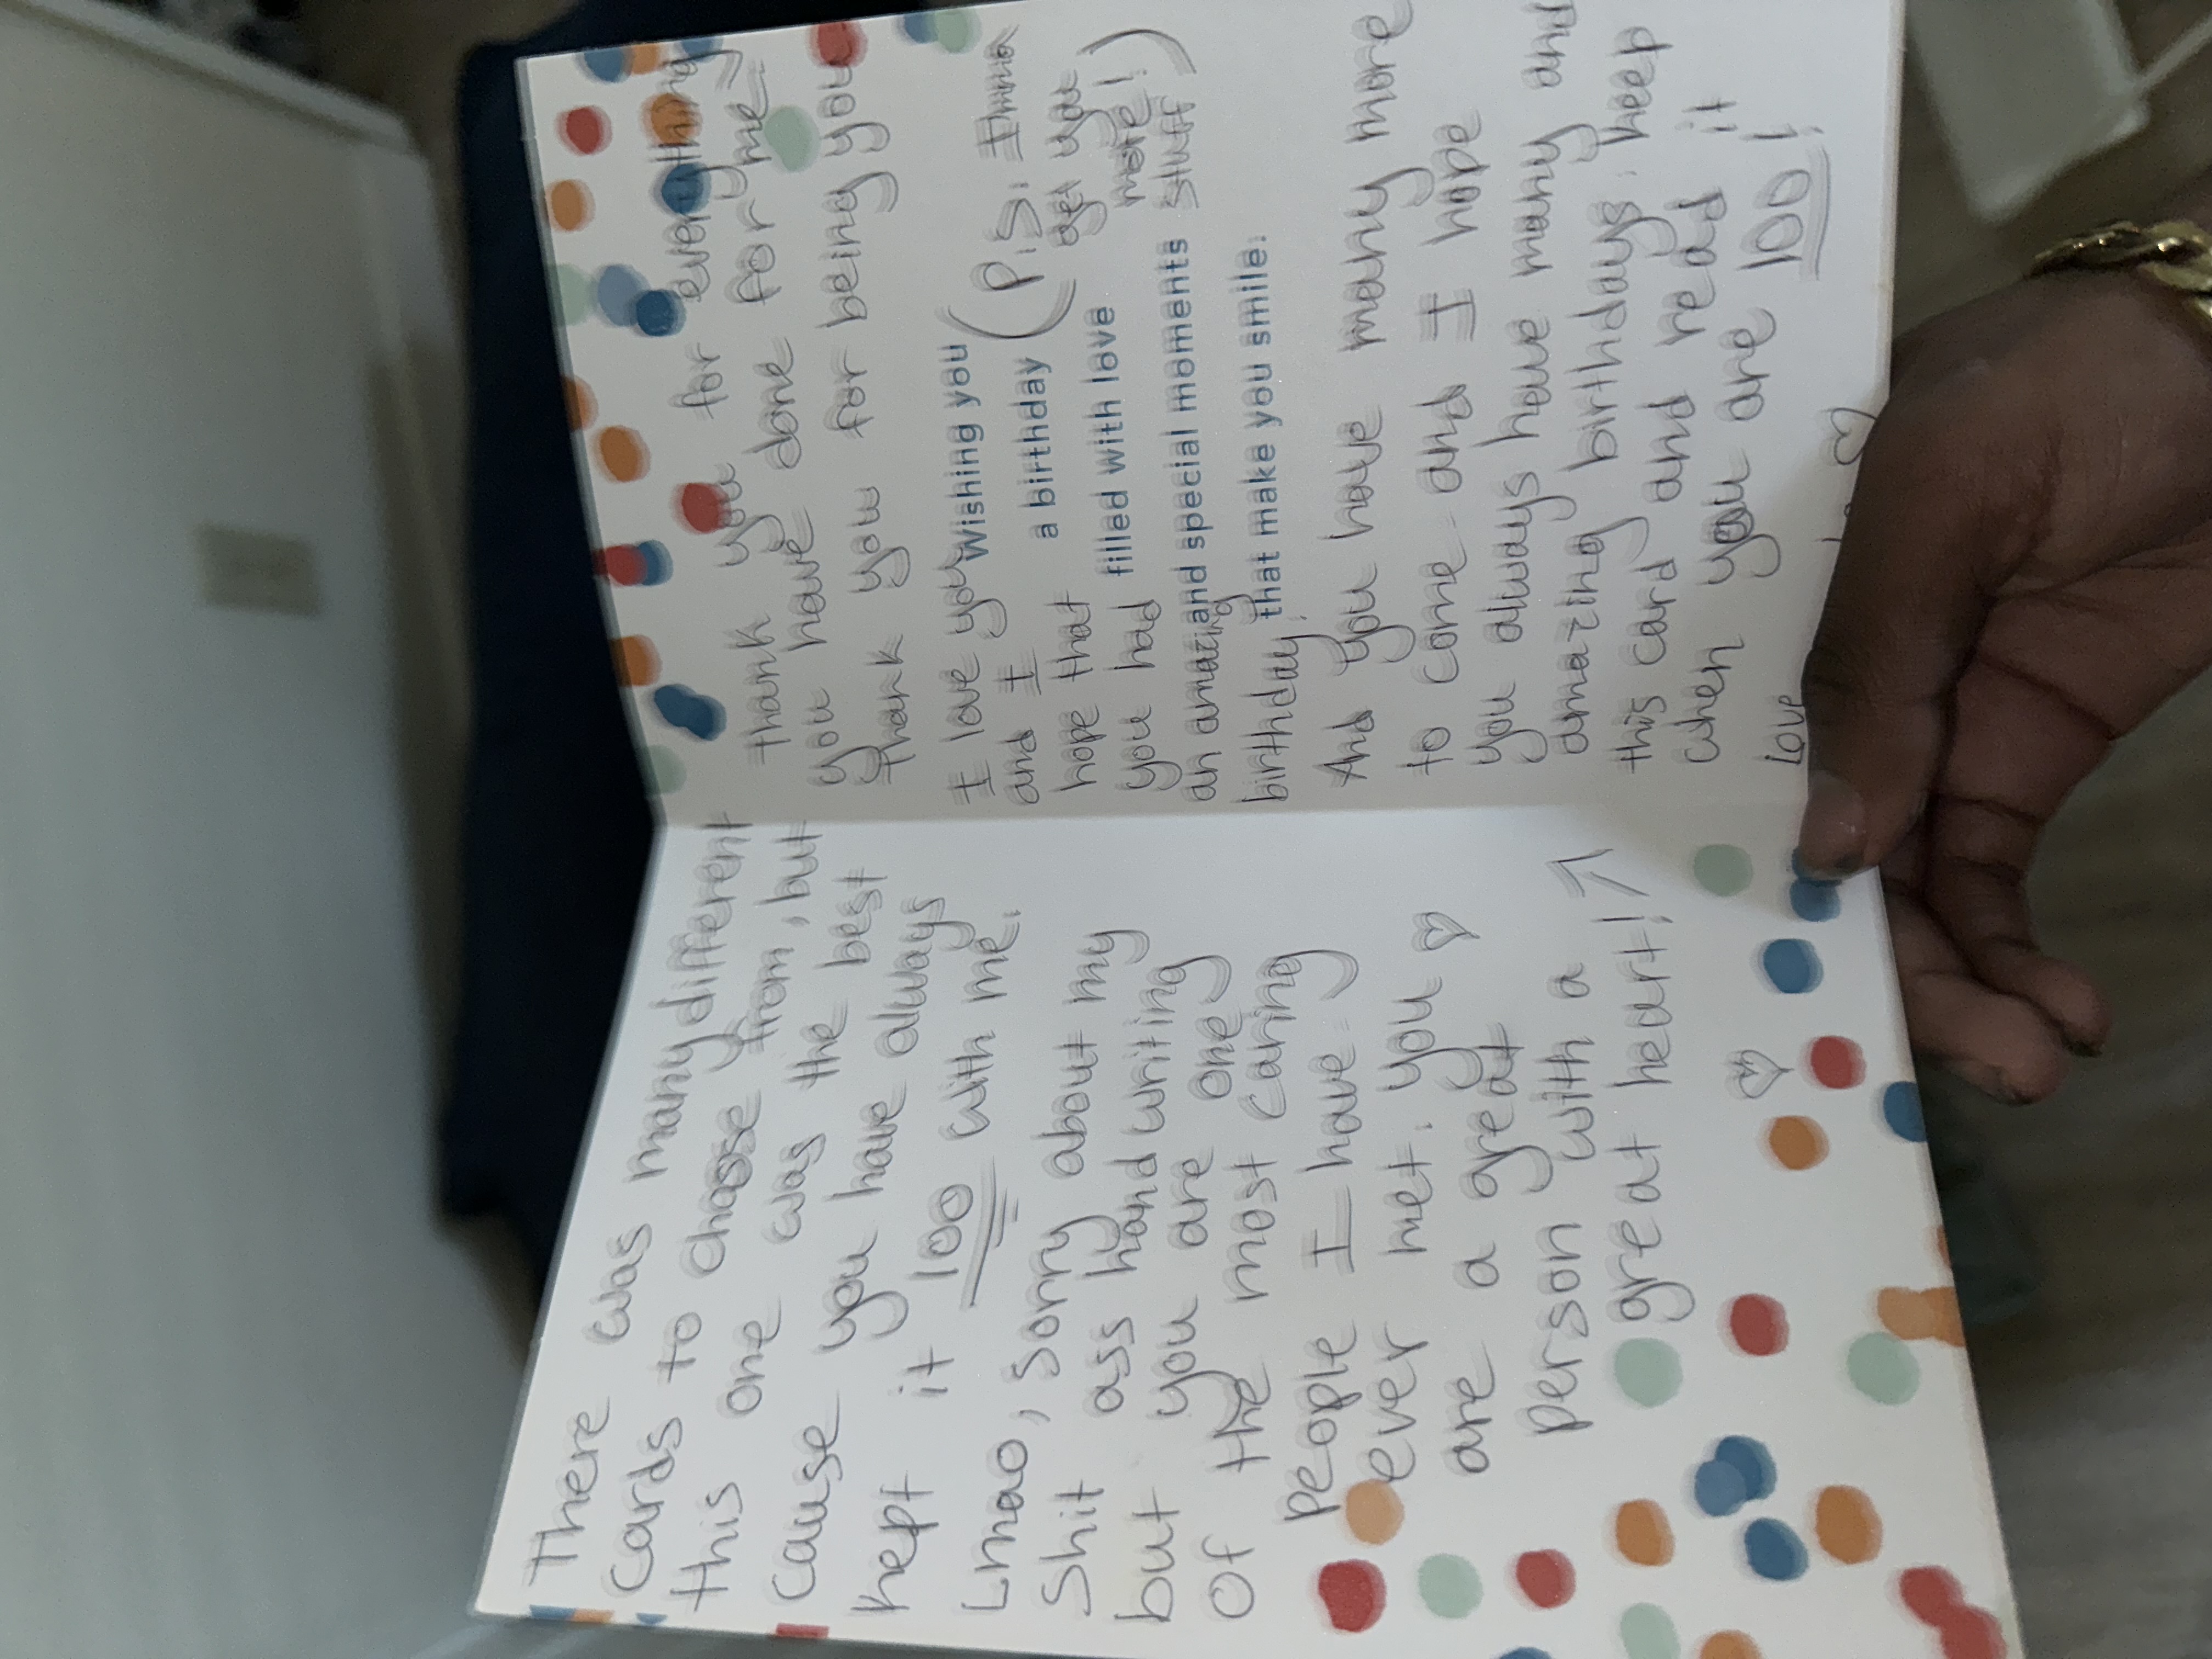 There was many different
cards to choose from, but
this one was the best
cause you have always
kept it 100 with me.
Lmao, sorry about my
Shit ass handwriting
but you are one
Of the most caring
people I have
ever met. you
are a great
person with a
great heart!
thank you for everything
you have done for me.
Thank you for being you
I love you
and I
hope that
you had
an amazing
birthday.
Wishing you
a birthday
filled with love
and special moments
that make you smile.
(P.S. Imma
get you
more!
stuff)
And you have many more
to come and I hope
you always have many and
amazing birthdays. Keep
this card and read it
when you are 100!
Love